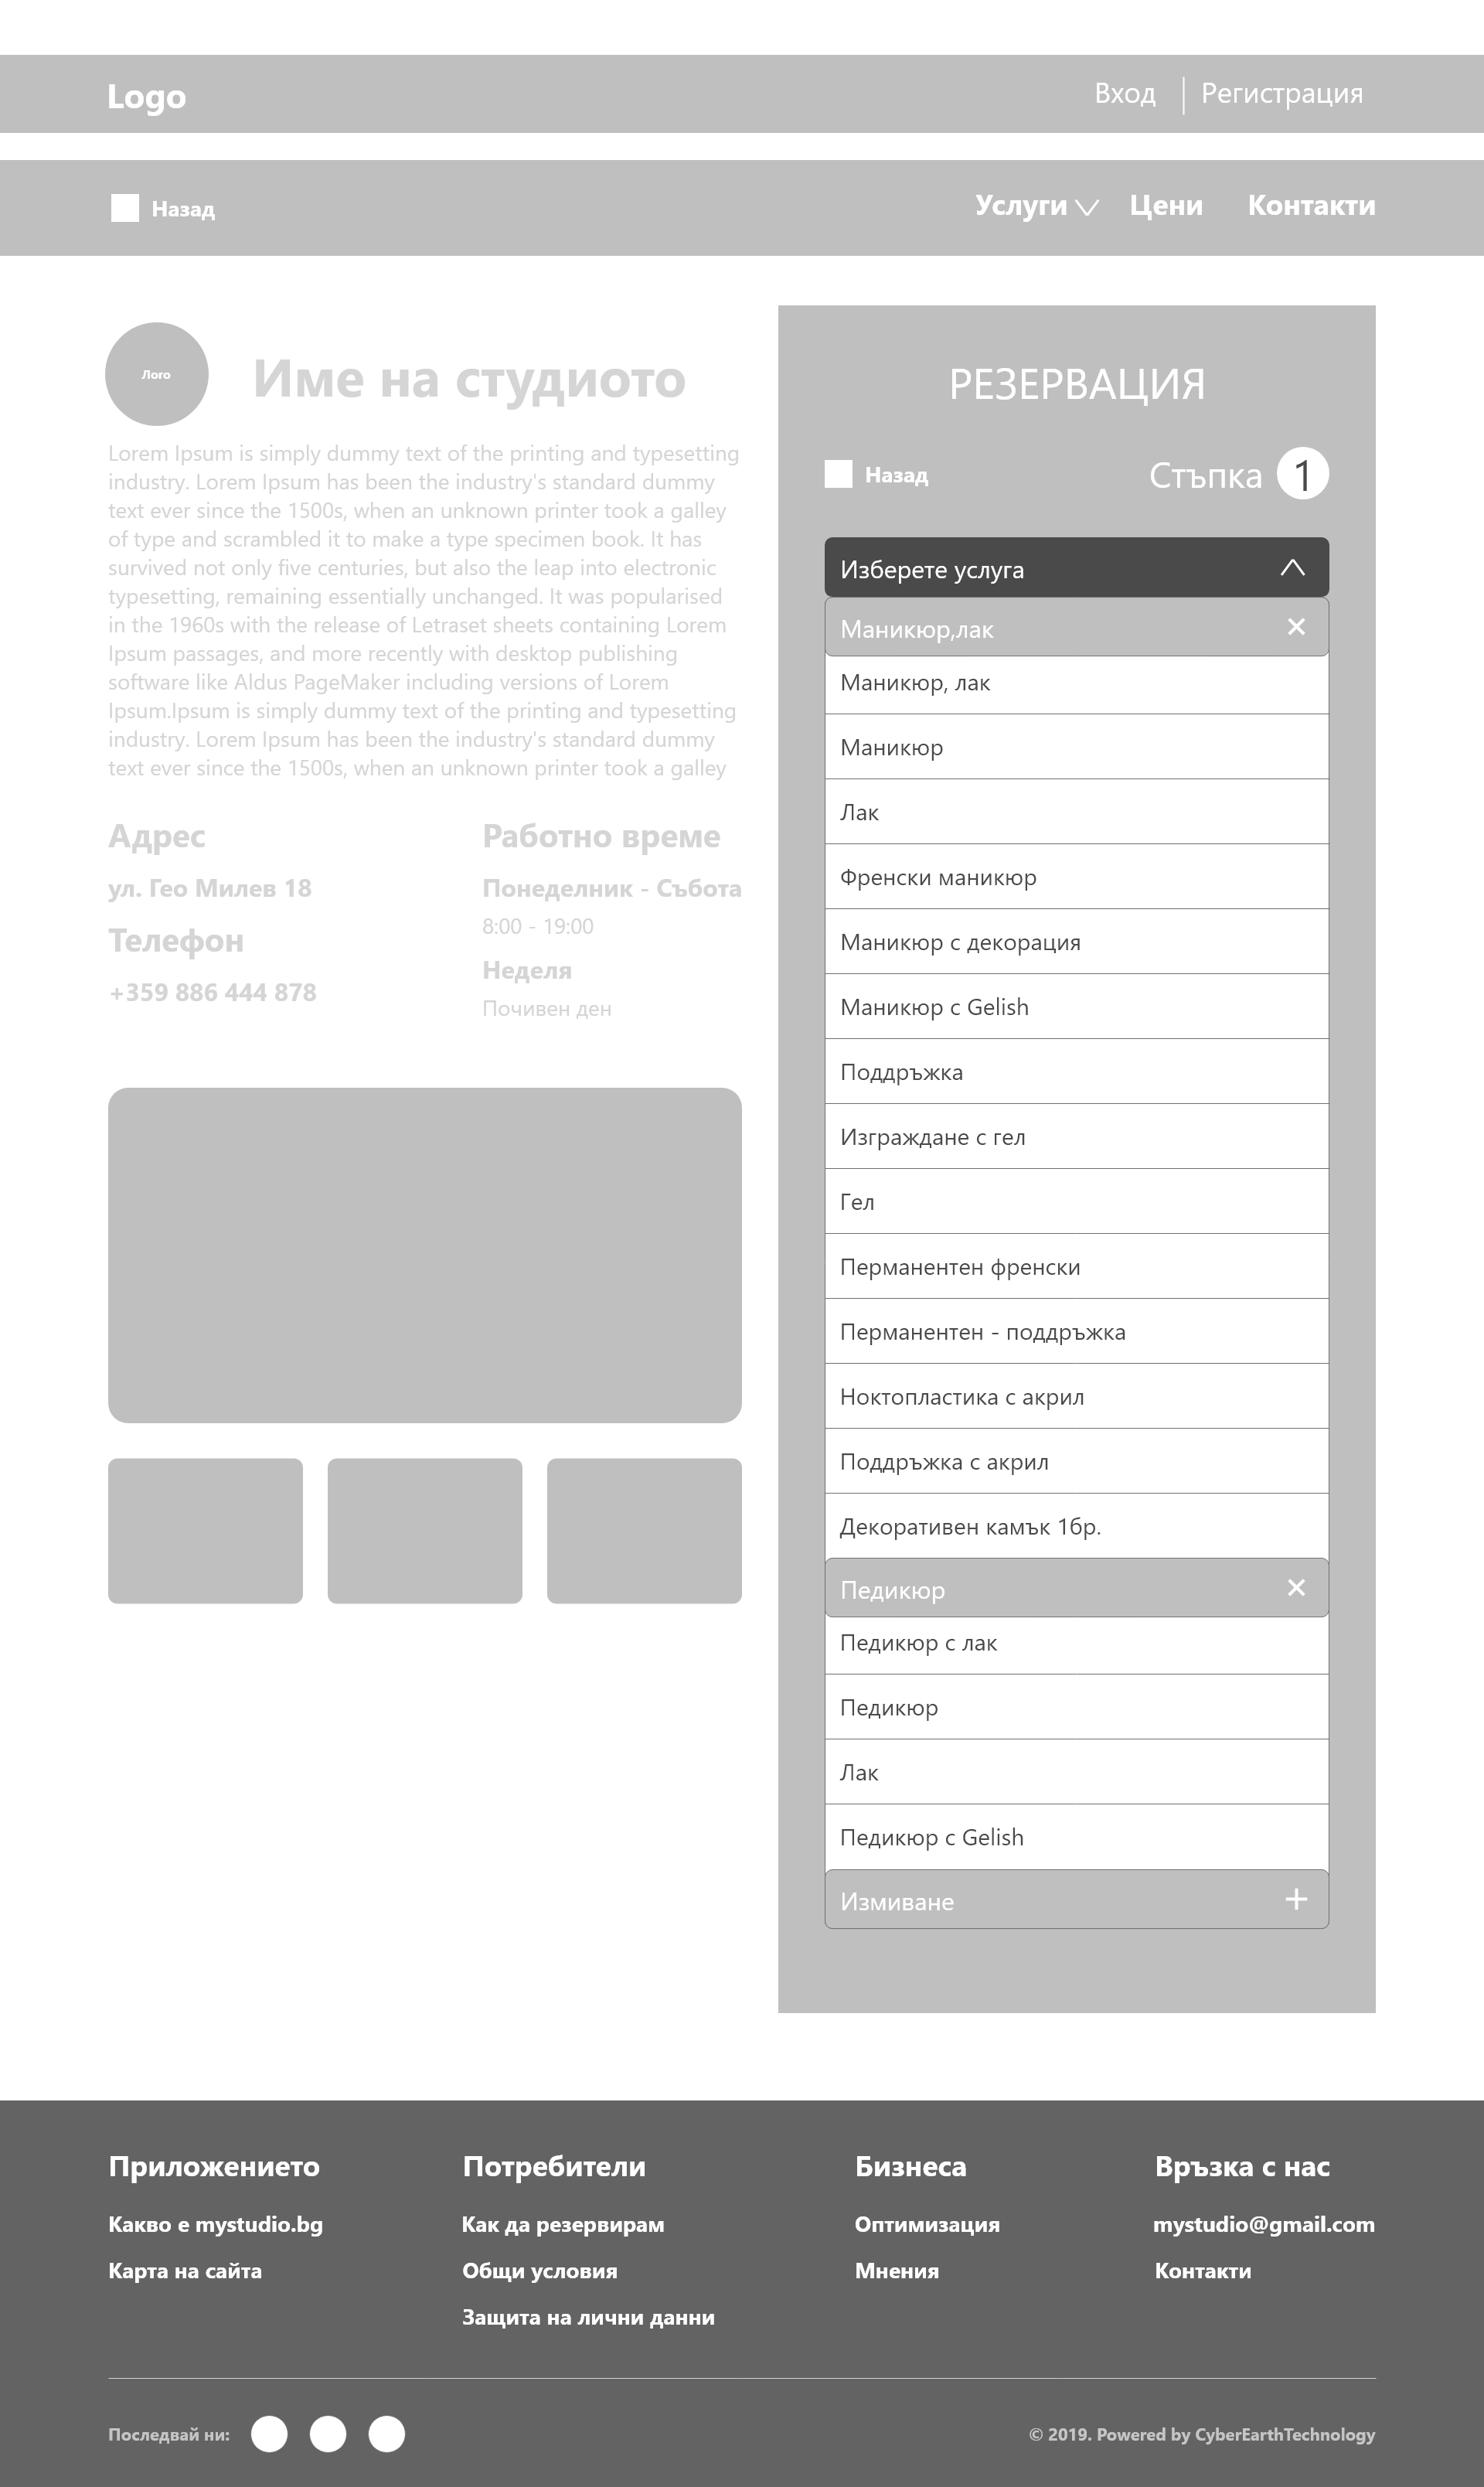 Logo
Вход
Регистрация
Назад
Услуги
Цени
Контакти
Лого
Име на студиото
Lorem Ipsum is simply dummy text of the printing and typesetting
industry. Lorem Ipsum has been the industry's standard dummy
text ever since the 1500s, when an unknown printer took a galley
of type and scrambled it to make a type specimen book. It has
survived not only five centuries, but also the leap into electronic
typesetting, remaining essentially unchanged. It was popularised
in the 1960s with the release of Letraset sheets containing Lorem
Ipsum passages, and more recently with desktop publishing
software like Aldus PageMaker including versions of Lorem
Ipsum.Ipsum is simply dummy text of the printing and typesetting
industry. Lorem Ipsum has been the industry's standard dummy
text ever since the 1500s, when an unknown printer took a galley
Адрес
ул. Гео Милев 18
Телефон
+359 886 444 878
Работно време
Понеделник - Събота
8:00 - 19:00
Неделя
Почивен ден
РЕЗЕРВАЦИЯ
Назад
Стъпка 1
Изберете услуга
Маникюр,лак
Маникюр, лак
Маникюр
Лак
Френски маникюр
Маникюр с декорация
Маникюр с Gelish
Поддръжка
Изграждане с гел
Гел
Перманентен френски
Перманентен - поддръжка
Ноктопластика с акрил
Поддръжка с акрил
Декоративен камък 1бр.
Педикюр
Педикюр с лак
Педикюр
Лак
Педикюр с Gelish
Измиване
Приложението
Какво е mystudio.bg
Карта на сайта
Потребители
Как да резервирам
Общи условия
Защита на лични данни
Бизнеса
Оптимизация
Мнения
Връзка с нас
mystudio@gmail.com
Контакти
Последвай ни:
© 2019. Powered by CyberEarthTechnology